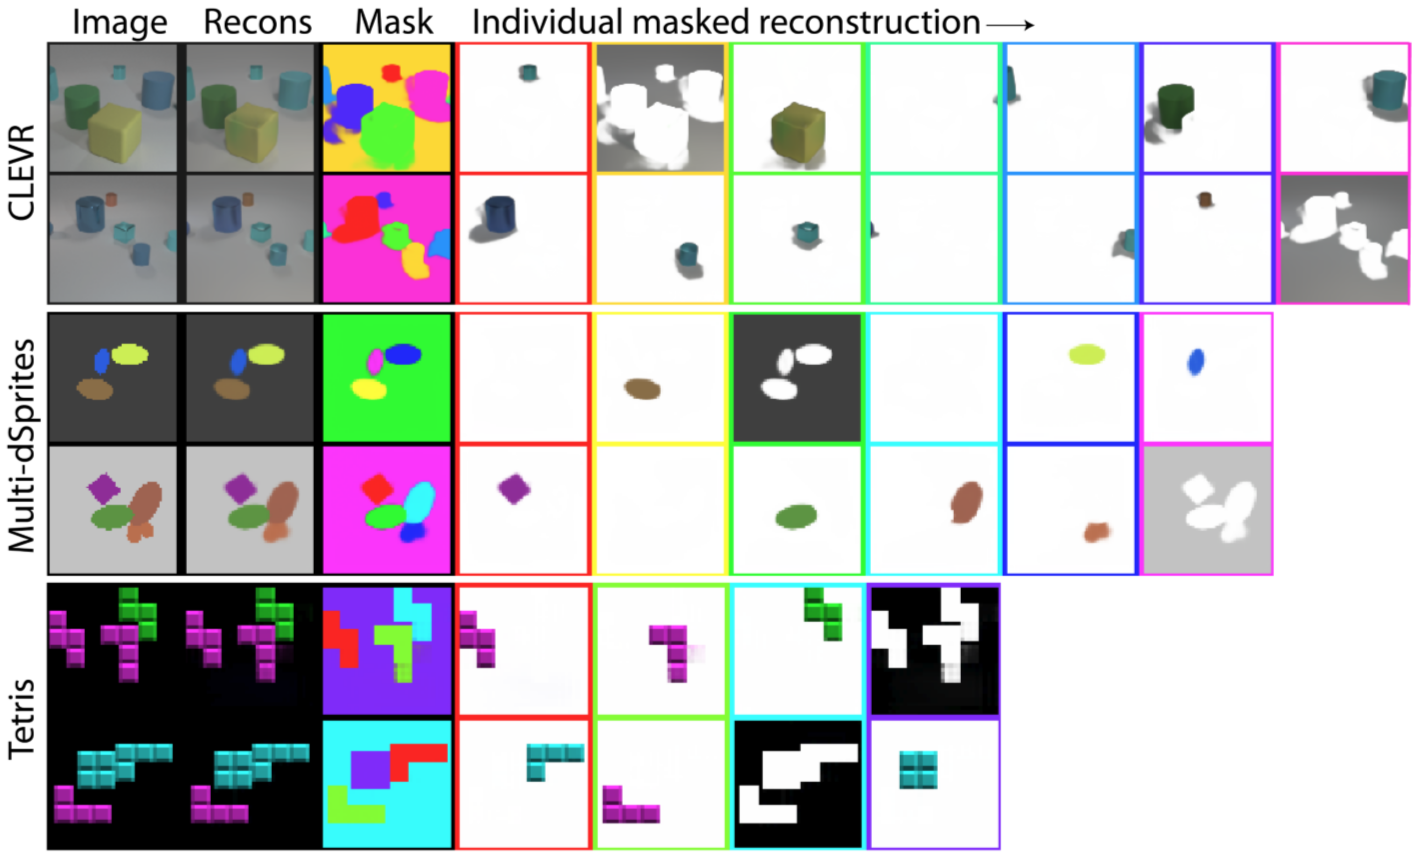 Image Recons Mask Individual masked reconstruction
CLEVR
Multi-dSprites
Tetris